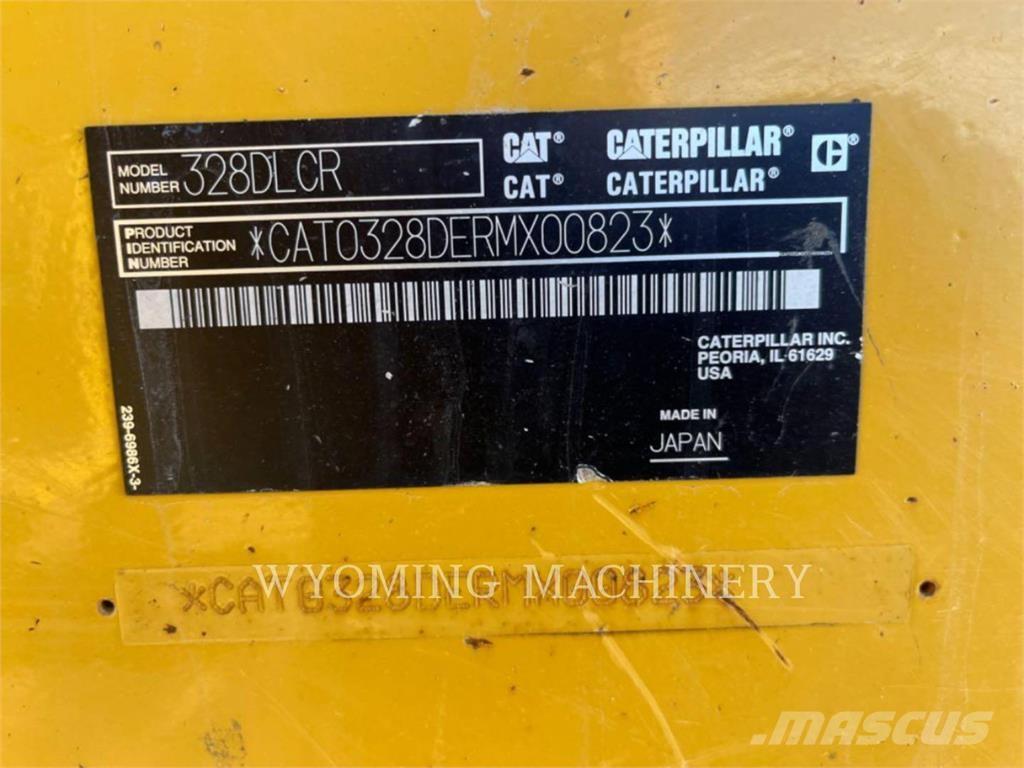 MODEL NUMBER 328DLCR
CAT® CATERPILLAR® C®
CAT® CATERPILLAR®
PRODUCT IDENTIFICATION NUMBER *CAT0328DERMX00823*
CATERPILLAR INC.
PEORIA, IL 61629
USA
MADE IN
JAPAN
239-6986X-3-
*CAT0328DERMX00823*
WYOMING MACHINERY
MASCUS